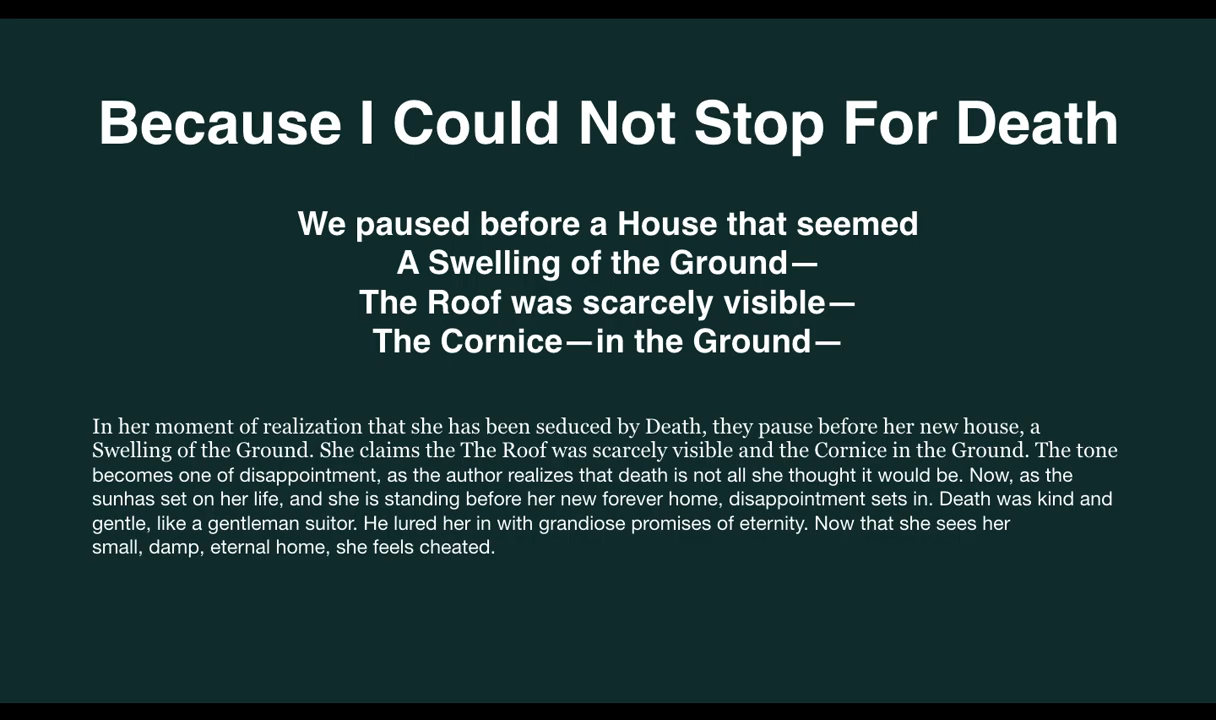 Because I Could Not Stop For Death
We paused before a House that seemed
A Swelling of the Ground—
The Roof was scarcely visible—
The Cornice—in the Ground—
In her moment of realization that she has been seduced by Death, they pause before her new house, a
Swelling of the Ground. She claims the The Roof was scarcely visible and the Cornice in the Ground. The tone
becomes one of disappointment, as the author realizes that death is not all she thought it would be. Now, as the
sunhas set on her life, and she is standing before her new forever home, disappointment sets in. Death was kind and
gentle, like a gentleman suitor. He lured her in with grandiose promises of eternity. Now that she sees her
small, damp, eternal home, she feels cheated.